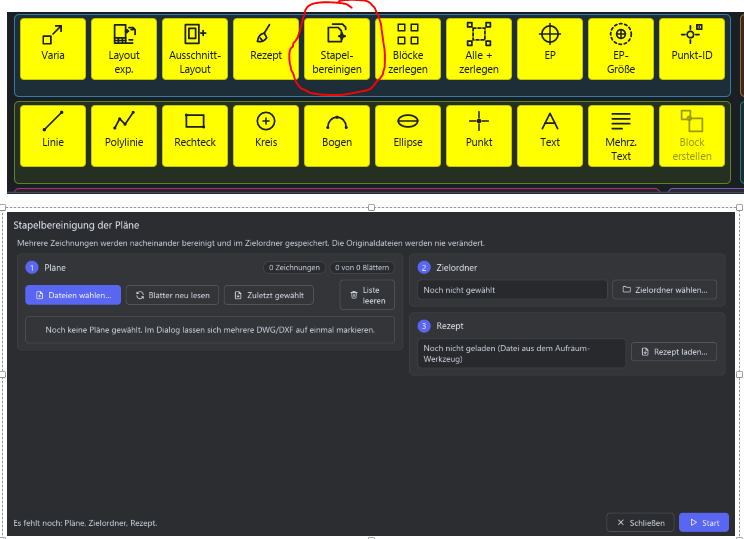 Varia
Layout
exp.
Ausschnitt-
Layout
Rezept
Stapel-
bereinigen
Blöcke
zerlegen
Alle +
zerlegen
EP
EP-
Größe
Punkt-ID
Linie
Polylinie
Rechteck
Kreis
Bogen
Ellipse
Punkt
Text
Mehrz.
Text
Block
erstellen
Stapelbereinigung der Pläne
Mehrere Zeichnungen werden nacheinander bereinigt und im Zielordner gespeichert. Die Originaldateien werden nie verändert.
1 Pläne 0 Zeichnungen 0 von 0 Blättern
Dateien wählen... Blätter neu lesen Zuletzt gewählt Liste
leeren
Noch keine Pläne gewählt. Im Dialog lassen sich mehrere DWG/DXF auf einmal markieren.
2 Zielordner
Noch nicht gewählt Zielordner wählen...
3 Rezept
Noch nicht geladen (Datei aus dem Aufräum-
Werkzeug) Rezept laden...
Es fehlt noch: Pläne, Zielordner, Rezept.
Schließen Start